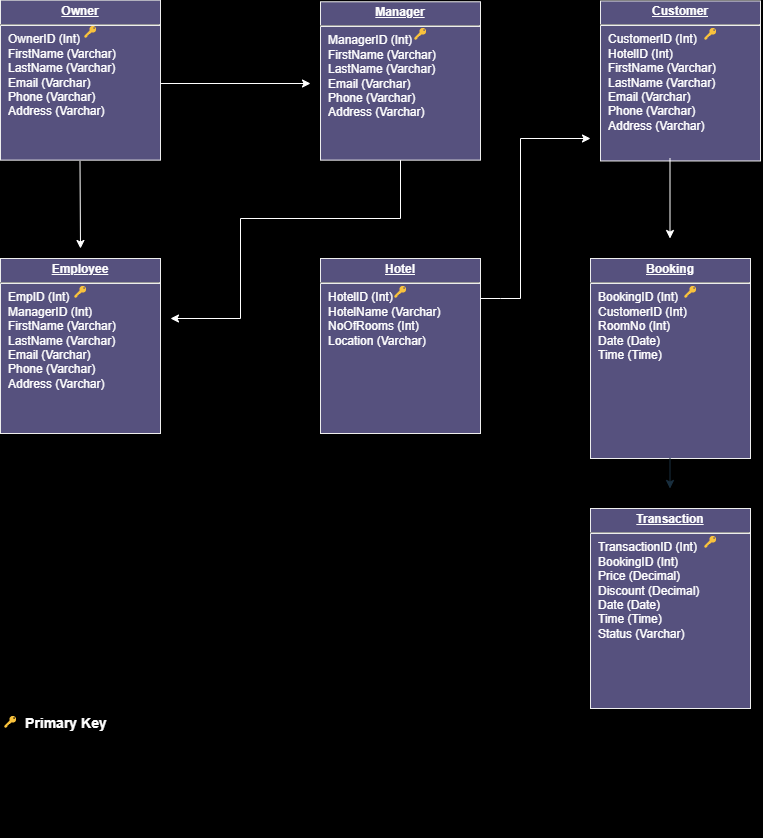 Owner
OwnerID (Int)
FirstName (Varchar)
LastName (Varchar)
Email (Varchar)
Phone (Varchar)
Address (Varchar)
Manager
ManagerID (Int)
FirstName (Varchar)
LastName (Varchar)
Email (Varchar)
Phone (Varchar)
Address (Varchar)
Customer
CustomerID (Int)
HotelID (Int)
FirstName (Varchar)
LastName (Varchar)
Email (Varchar)
Phone (Varchar)
Address (Varchar)
Employee
EmpID (Int)
ManagerID (Int)
FirstName (Varchar)
LastName (Varchar)
Email (Varchar)
Phone (Varchar)
Address (Varchar)
Hotel
HotelID (Int)
HotelName (Varchar)
NoOfRooms (Int)
Location (Varchar)
Booking
BookingID (Int)
CustomerID (Int)
RoomNo (Int)
Date (Date)
Time (Time)
Transaction
TransactionID (Int)
BookingID (Int)
Price (Decimal)
Discount (Decimal)
Date (Date)
Time (Time)
Status (Varchar)
Primary Key